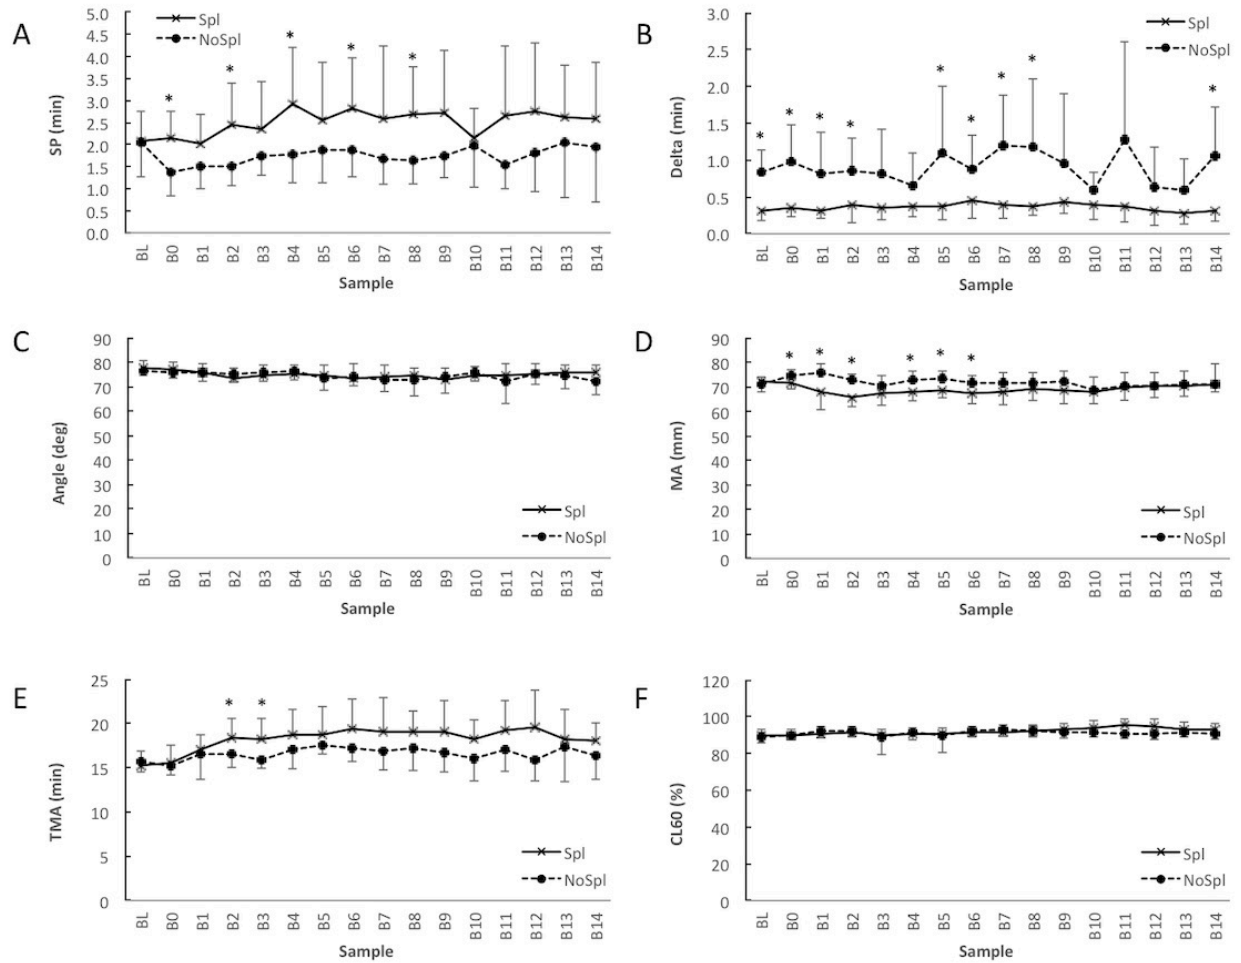 A
SP (min)
5.0
4.5
4.0
3.5
3.0
2.5
2.0
1.5
1.0
0.5
0.0
Spl
NoSpl
* * * * *
BL B0 B1 B2 B3 B4 B5 B6 B7 B8 B9 B10 B11 B12 B13 B14
Sample
B
Delta (min)
3.0
2.5
2.0
1.5
1.0
0.5
0.0
Spl
NoSpl
* * * * * * * * *
BL B0 B1 B2 B3 B4 B5 B6 B7 B8 B9 B10 B11 B12 B13 B14
Sample
C
Angle (deg)
90
80
70
60
50
40
30
20
10
0
Spl
NoSpl
BL B0 B1 B2 B3 B4 B5 B6 B7 B8 B9 B10 B11 B12 B13 B14
Sample
D
MA (mm)
90
80
70
60
50
40
30
20
10
0
* * * * * *
Spl
NoSpl
BL B0 B1 B2 B3 B4 B5 B6 B7 B8 B9 B10 B11 B12 B13 B14
Sample
E
TMA (min)
25
20
15
10
5
0
* *
Spl
NoSpl
BL B0 B1 B2 B3 B4 B5 B6 B7 B8 B9 B10 B11 B12 B13 B14
Sample
F
CL60 (%)
120
100
80
60
40
20
0
Spl
NoSpl
BL B0 B1 B2 B3 B4 B5 B6 B7 B8 B9 B10 B11 B12 B13 B14
Sample